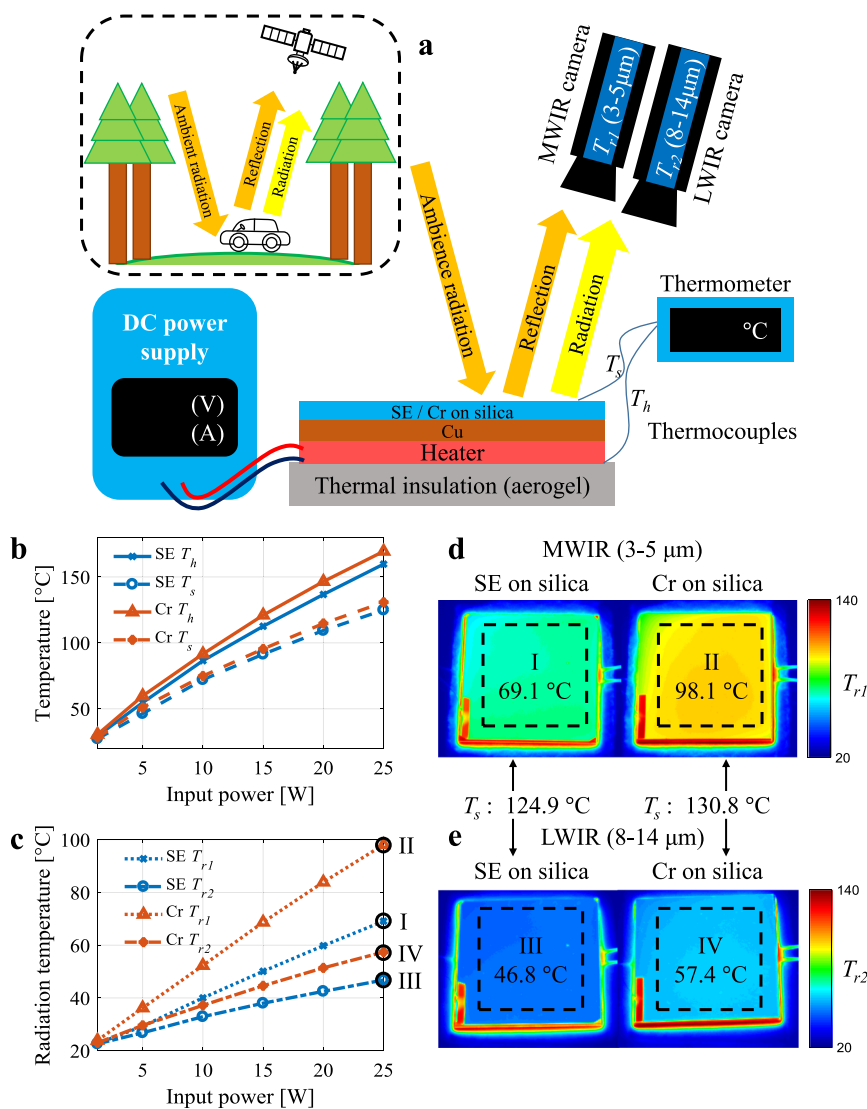 a
Ambient radiation
Reflection
Radiation
MWIR camera
T_r1 (3-5μm)
T_r2 (8-14μm)
LWIR camera
Ambience radiation
Reflection
Radiation
Thermometer
°C
T_s
T_h
Thermocouples
DC power
supply
(V)
(A)
SE / Cr on silica
Cu
Heater
Thermal insulation (aerogel)
b
SE T_h
SE T_s
Cr T_h
Cr T_s
Temperature [°C]
150
100
50
5 10 15 20 25
Input power [W]
c
SE T_r1
SE T_r2
Cr T_r1
Cr T_r2
Radiation temperature [°C]
100
80
60
40
20
5 10 15 20 25
Input power [W]
II
I
IV
III
d
MWIR (3-5 μm)
SE on silica Cr on silica
I
69.1 °C
II
98.1 °C
140
T_r1
20
T_s : 124.9 °C T_s : 130.8 °C
e
LWIR (8-14 μm)
SE on silica Cr on silica
III
46.8 °C
IV
57.4 °C
140
T_r2
20